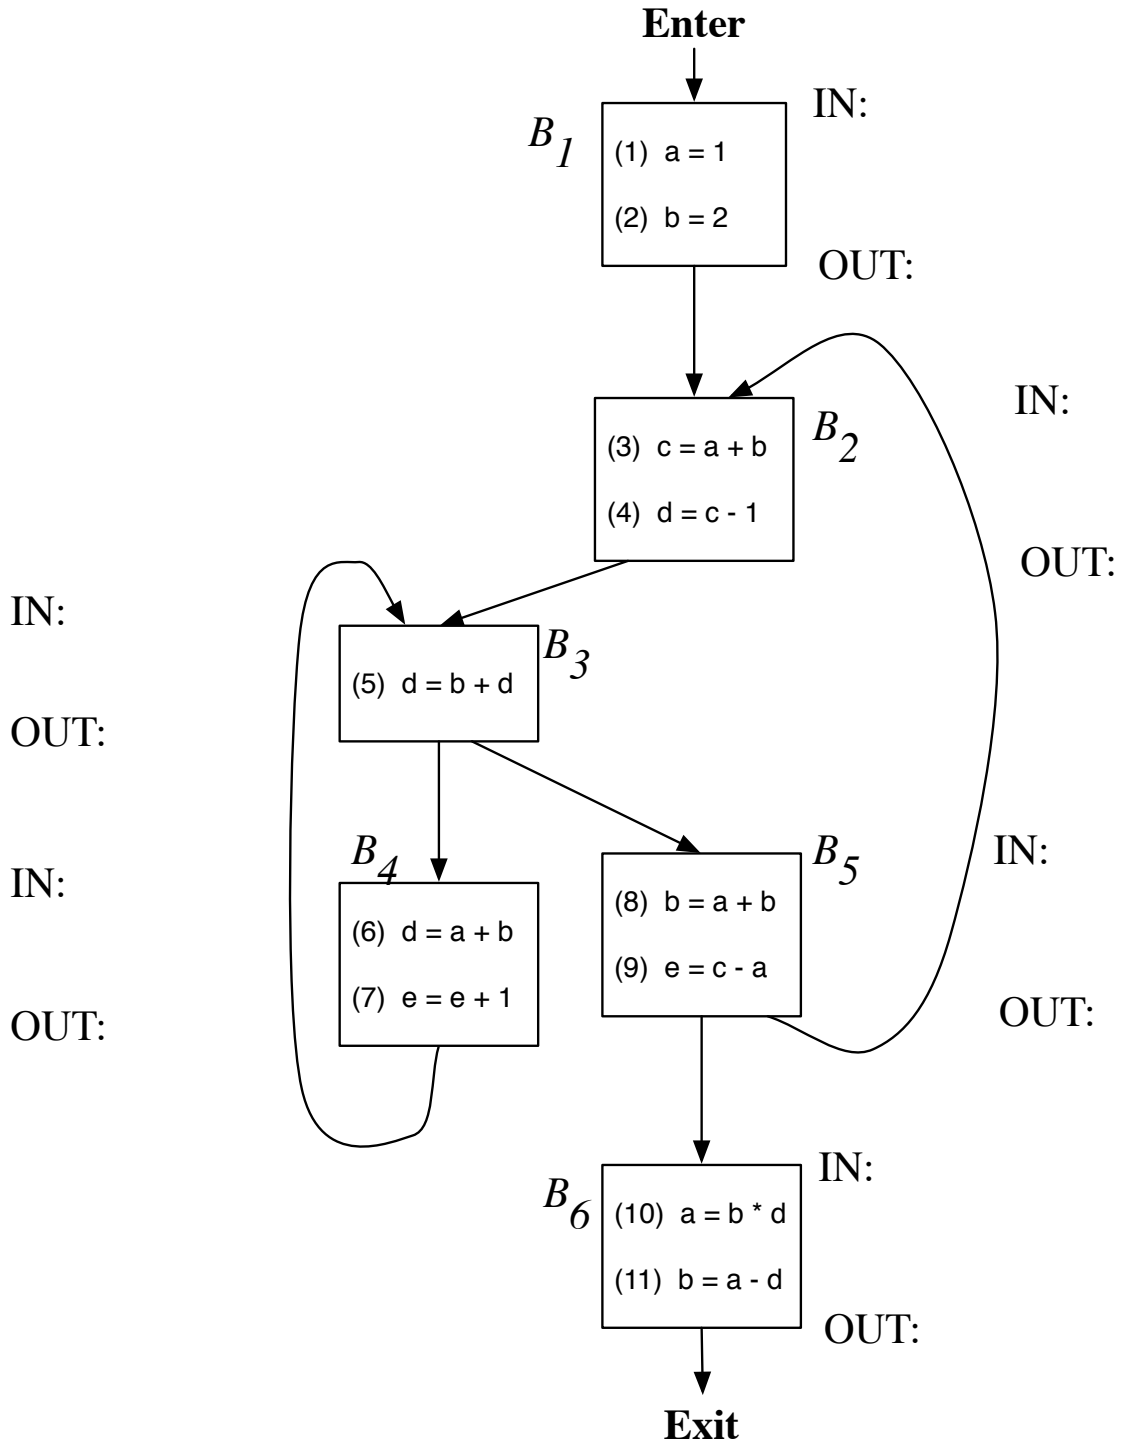 Enter
IN:
B1
(1) a = 1
(2) b = 2
OUT:
IN:
B2
(3) c = a + b
(4) d = c - 1
OUT:
IN:
B3
(5) d = b + d
OUT:
B4
IN:
(6) d = a + b
(7) e = e + 1
OUT:
B5
IN:
(8) b = a + b
(9) e = c - a
OUT:
IN:
B6
(10) a = b * d
(11) b = a - d
OUT:
Exit